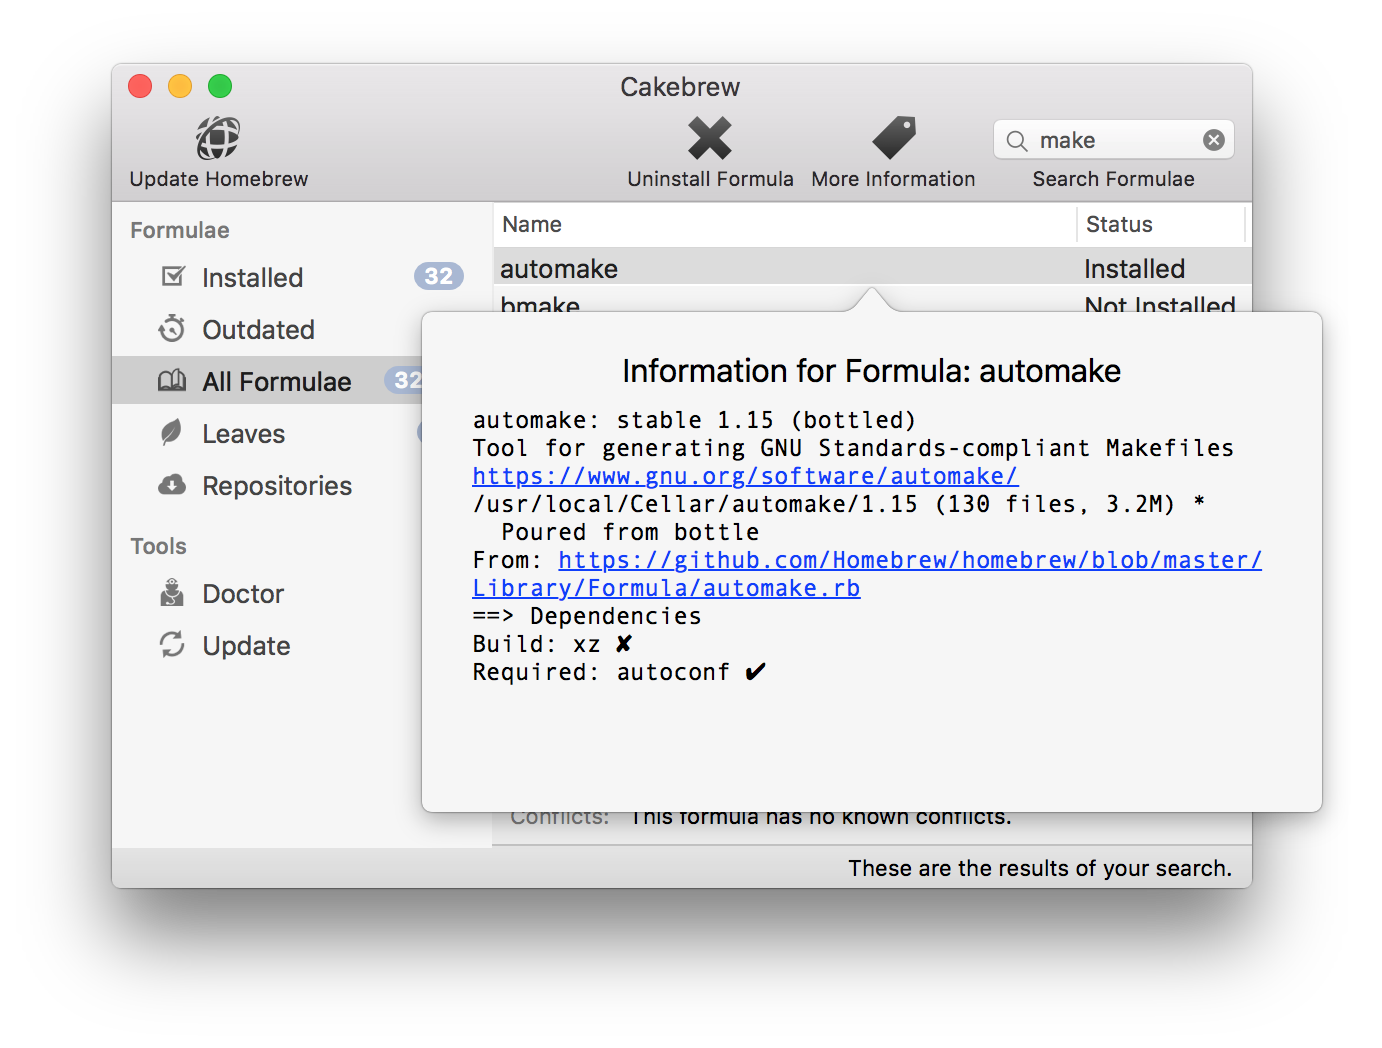 Cakebrew
Update Homebrew
Uninstall Formula
More Information
make
Search Formulae
Formulae
Installed 32
Outdated
All Formulae
Leaves
Repositories
Tools
Doctor
Update
Name Status
automake Installed
bmake Not Installed
Information for Formula: automake
automake: stable 1.15 (bottled)
Tool for generating GNU Standards-compliant Makefiles
https://www.gnu.org/software/automake/
/usr/local/Cellar/automake/1.15 (130 files, 3.2M) *
Poured from bottle
From: https://github.com/Homebrew/homebrew/blob/master/
Library/Formula/automake.rb
==> Dependencies
Build: xz ✘
Required: autoconf ✔
Conflicts: This formula has no known conflicts.
These are the results of your search.